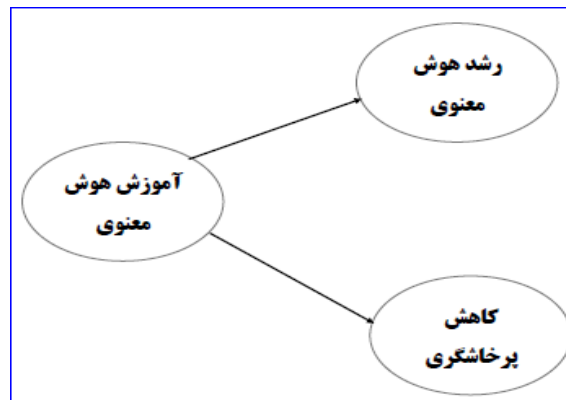 رشد هوش
معنوی
آموزش هوش
معنوی
کاهش
پرخاشگری